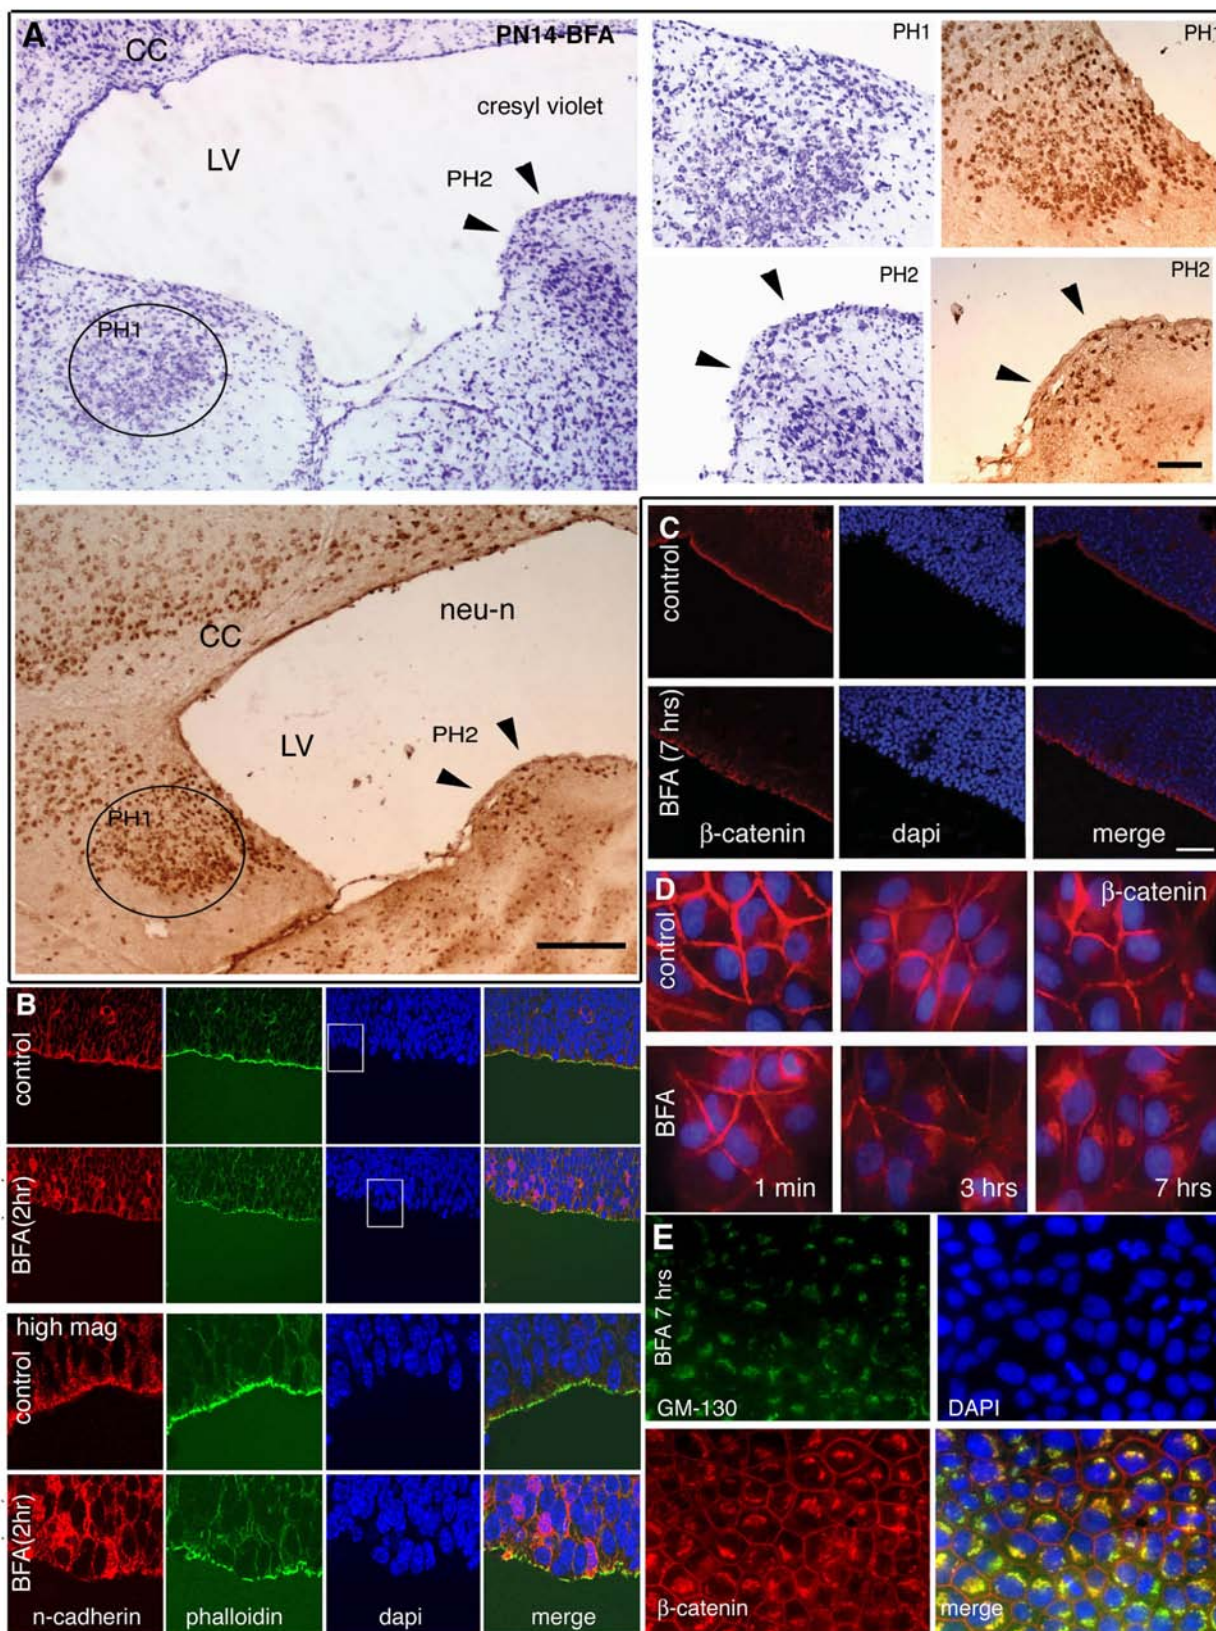 A
CC
PN14-BFA
cresyl violet
LV
PH2
PH1
PH1
PH1
PH2
PH2
neu-n
CC
LV
PH2
PH1
B
control
BFA(2hr)
high mag
control
BFA(2hr)
n-cadherin
phalloidin
dapi
merge
C
control
BFA (7 hrs)
β-catenin
dapi
merge
D
control
β-catenin
BFA
1 min
3 hrs
7 hrs
E
BFA 7 hrs
GM-130
DAPI
β-catenin
merge